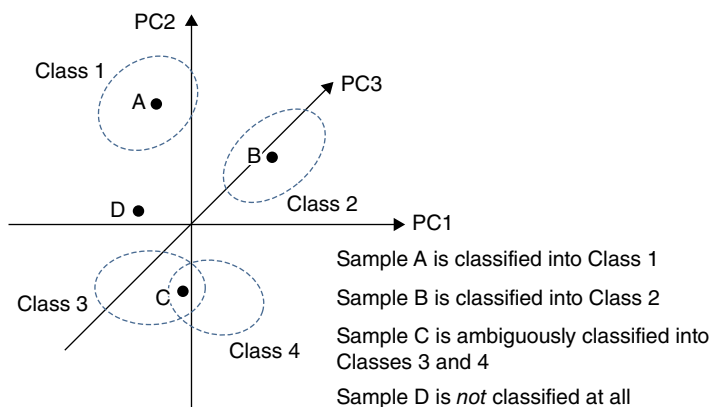 PC2
Class 1
PC3
A
B
Class 2
D
PC1
Sample A is classified into Class 1
Sample B is classified into Class 2
Class 3
C
Sample C is ambiguously classified into
Classes 3 and 4
Class 4
Sample D is not classified at all